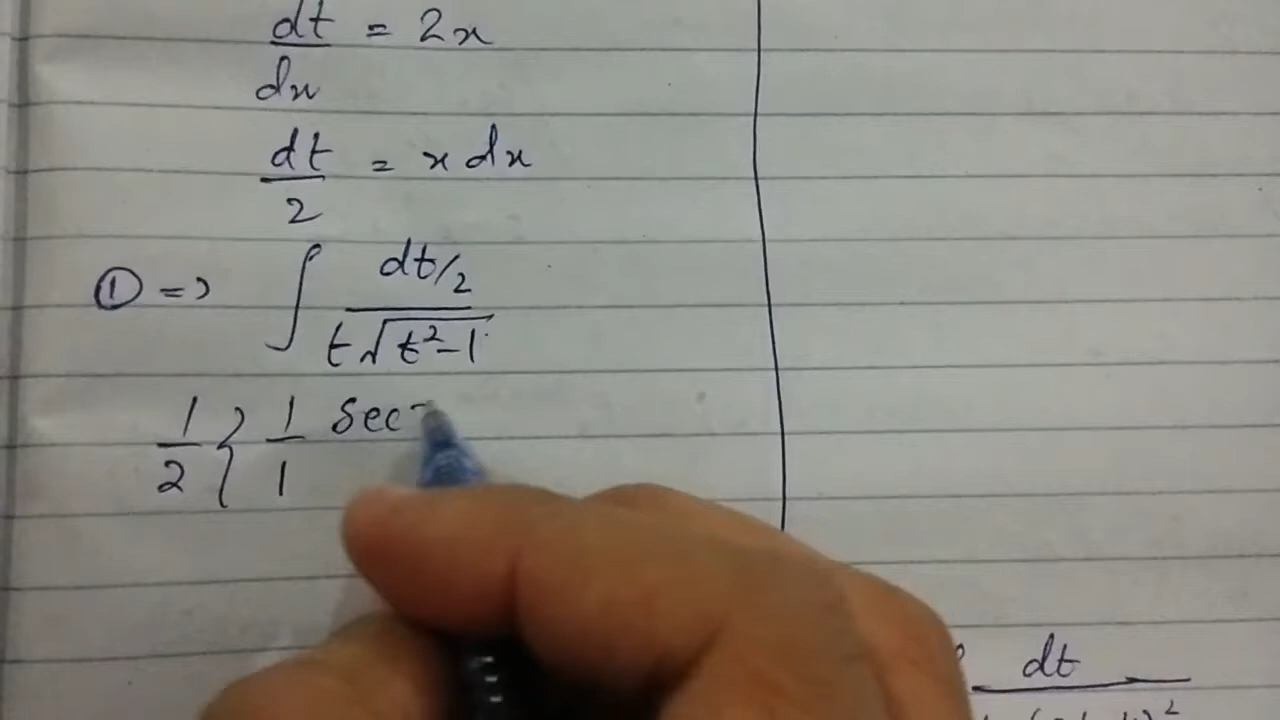 dt/dx = 2x
dt/2 = x dx
① => ∫ dt/2 / t√t²-1
1/2 { 1/1 sec⁻
dt